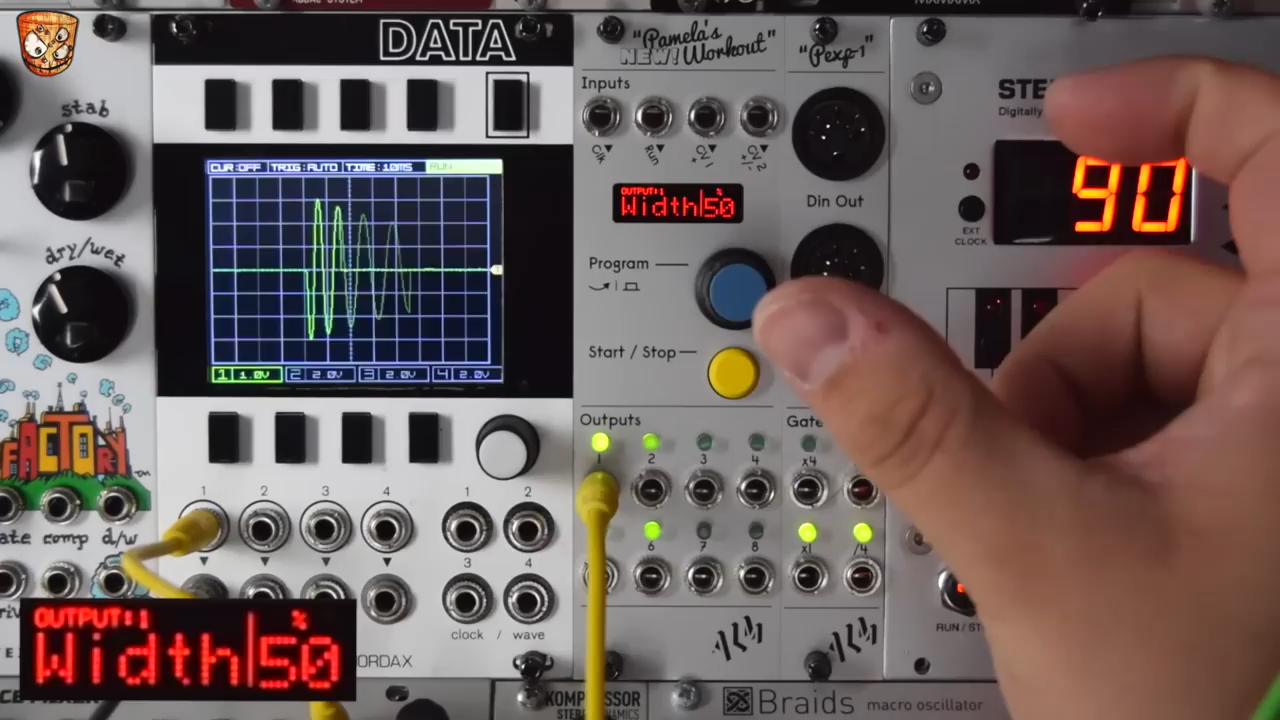 DATA
"Pamela's
NEW! Workout"
"Pexp-1"
stab
dry/wet
CUR:OFF TRIG:AUTO TIME:10MS RUN
1 1.0V 2 2.0V 3 2.0V 4 2.0V
Inputs
Clk
Run
CV1
CV2
+/-
OUTPUT:1
Width|50
Din Out
Program
Start / Stop
Outputs
1 2 3 4
6 7 8
Gate
x4
x1 /4
STE
Digitally
90
EXT
CLOCK
RUN/ST
FACTORY
comp d/w
1 2 3 4
1 2
3 4
clock / wave
ORDAX
OUTPUT:1 %
Width|50
KOMPRESSOR
Braids macro oscillator